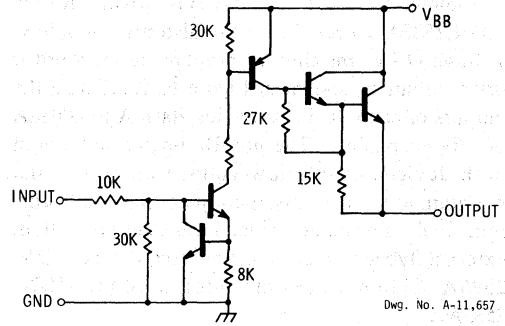 V_BB
30K
27K
15K
10K
INPUT
OUTPUT
30K
8K
GND
Dwg. No. A-11,657